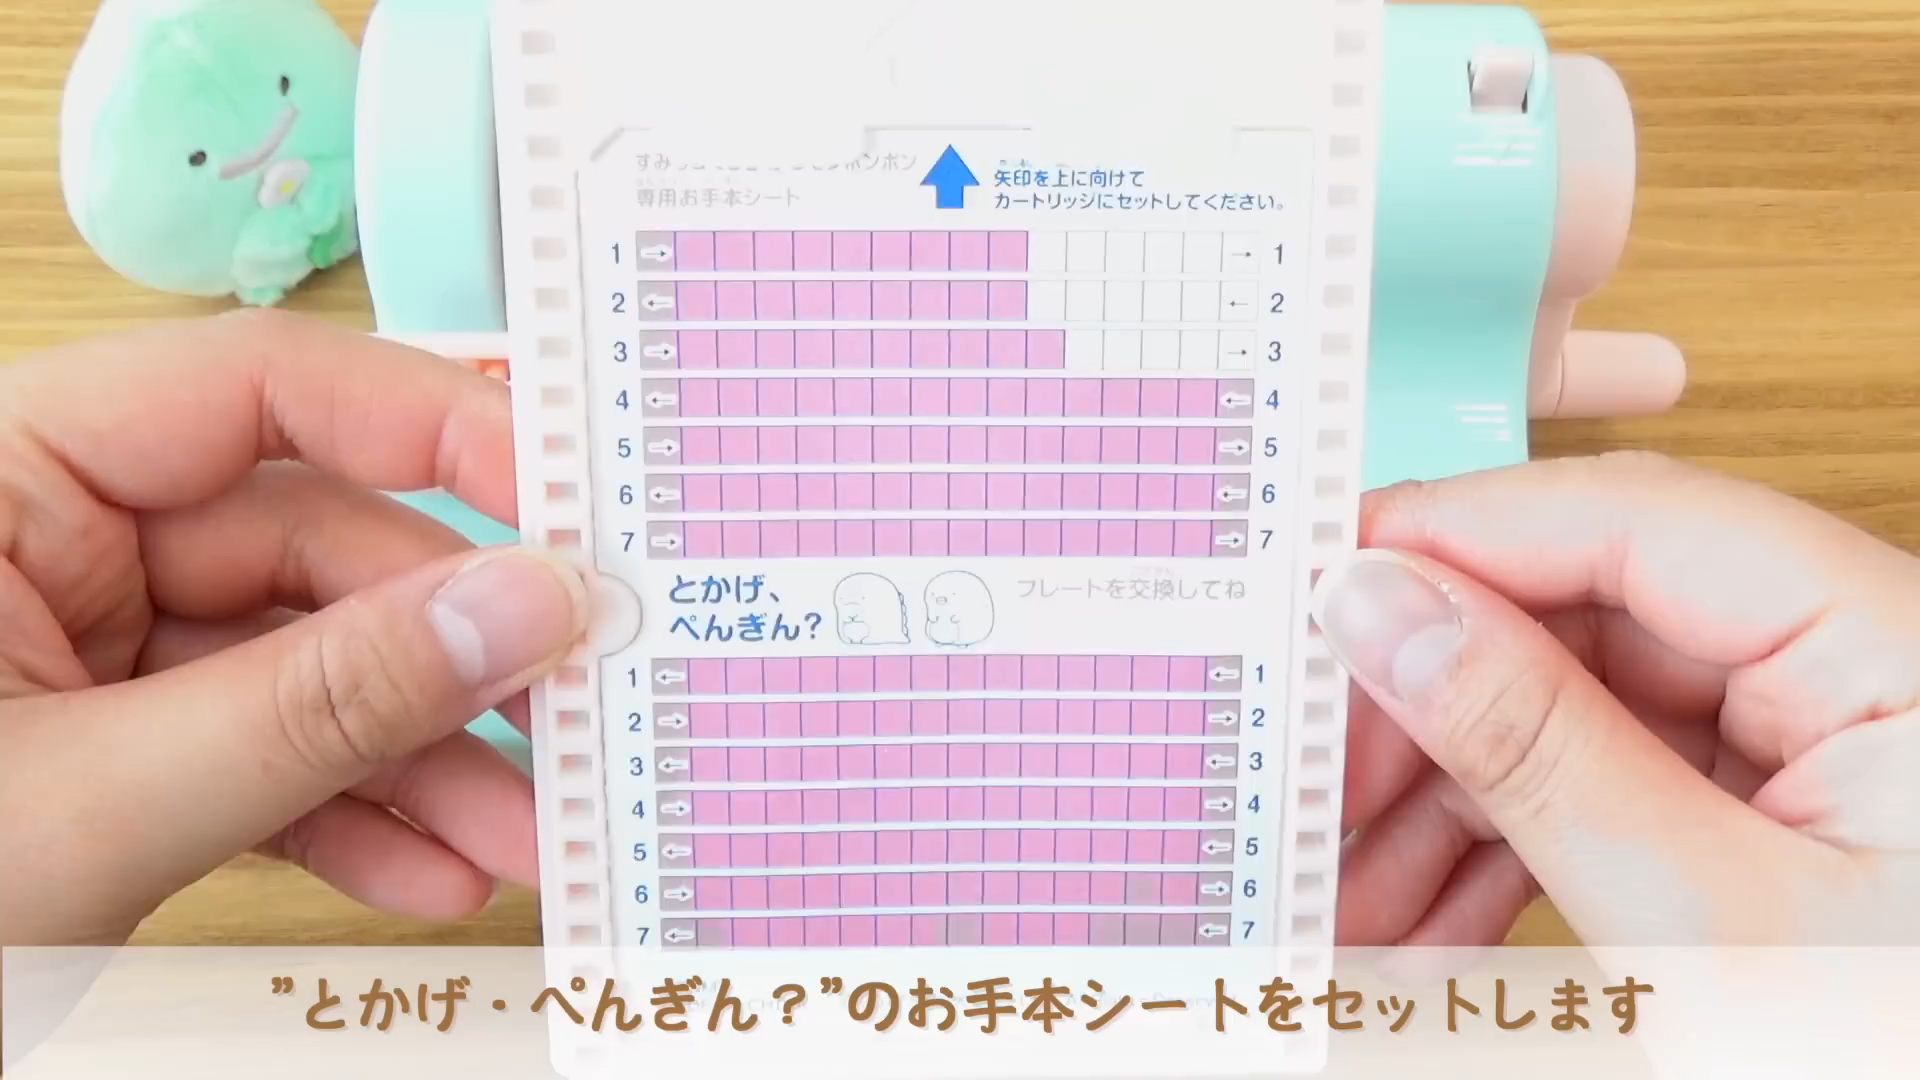 専用お手本シート
矢印を上に向けて
カートリッジにセットしてください。
1 1
2 2
3 3
4 4
5 5
6 6
7 7
とかげ、
ぺんぎん?
プレートを交換してね
1 1
2 2
3 3
4 4
5 5
6 6
7 7
”とかげ・ぺんぎん？”のお手本シートをセットします